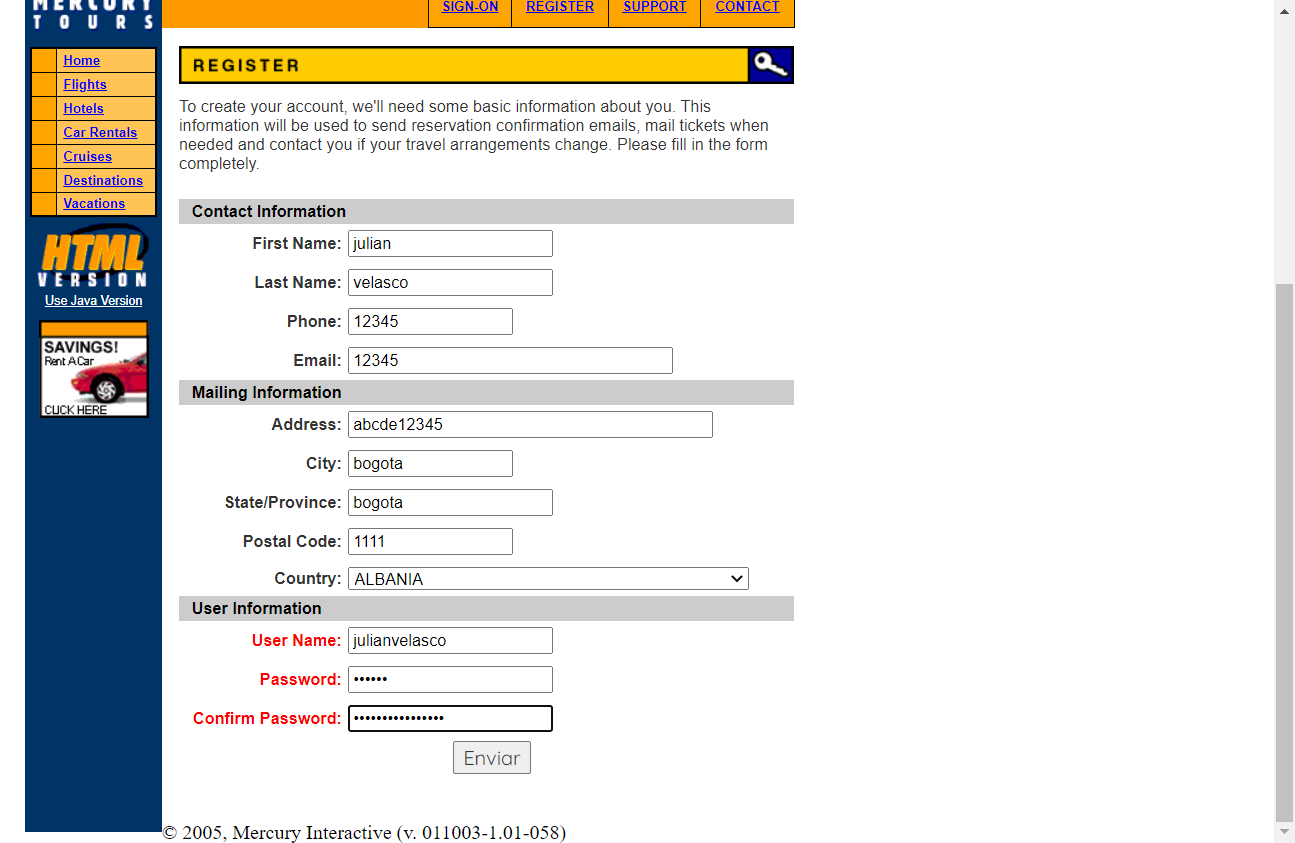 MERCURY
TOURS
SIGN-ON REGISTER SUPPORT CONTACT
Home
Flights
Hotels
Car Rentals
Cruises
Destinations
Vacations
HTML
VERSION
Use Java Version
SAVINGS!
Rent A Car
CLICK HERE
REGISTER
To create your account, we'll need some basic information about you. This
information will be used to send reservation confirmation emails, mail tickets when
needed and contact you if your travel arrangements change. Please fill in the form
completely.
Contact Information
First Name: julian
Last Name: velasco
Phone: 12345
Email: 12345
Mailing Information
Address: abcde12345
City: bogota
State/Province: bogota
Postal Code: 1111
Country: ALBANIA
User Information
User Name: julianvelasco
Password: ••••••
Confirm Password: ••••••••••••••••
Enviar
© 2005, Mercury Interactive (v. 011003-1.01-058)